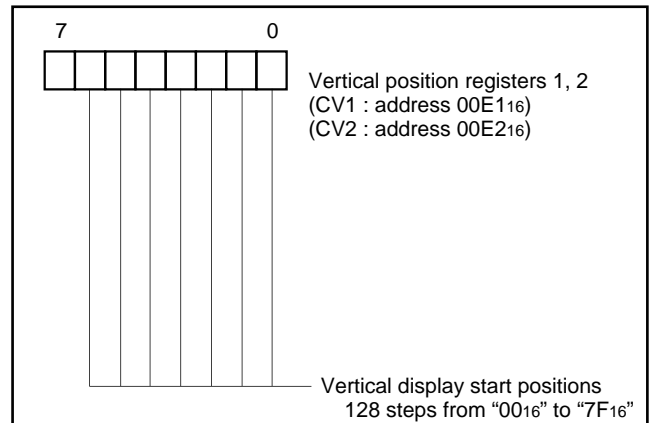 7 0
Vertical position registers 1, 2
(CV1 : address 00E116)
(CV2 : address 00E216)
Vertical display start positions
128 steps from “0016” to “7F16”